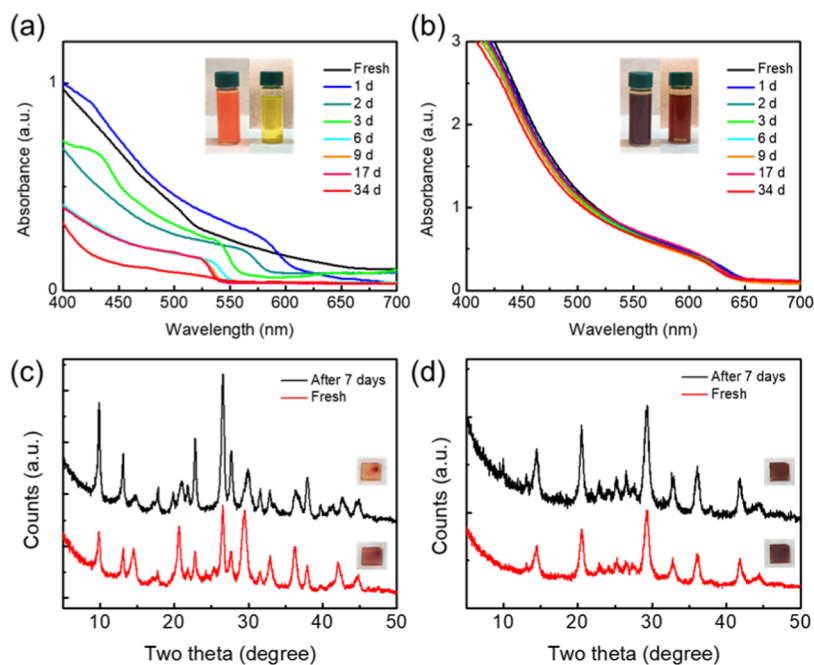 (a)
Absorbance (a.u.)
1
0
400 450 500 550 600 650 700
Wavelength (nm)
Fresh
1 d
2 d
3 d
6 d
9 d
17 d
34 d
(b)
Absorbance (a.u.)
3
2
1
0
400 450 500 550 600 650 700
Wavelength (nm)
Fresh
1 d
2 d
3 d
6 d
9 d
17 d
34 d
(c)
Counts (a.u.)
After 7 days
Fresh
10 20 30 40 50
Two theta (degree)
(d)
Counts (a.u.)
After 7 days
Fresh
10 20 30 40 50
Two theta (degree)